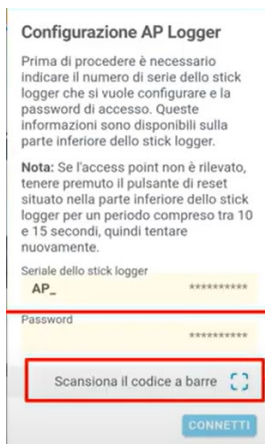 Configurazione AP Logger
Prima di procedere è necessario
indicare il numero di serie dello stick
logger che si vuole configurare e la
password di accesso. Queste
informazioni sono disponibili sulla
parte inferiore dello stick logger.
Nota: Se l'access point non è rilevato,
tenere premuto il pulsante di reset
situato nella parte inferiore dello stick
logger per un periodo compreso tra 10
e 15 secondi, quindi tentare
nuovamente.
Seriale dello stick logger
AP_ **********
Password
**********
Scansiona il codice a barre
CONNETTI